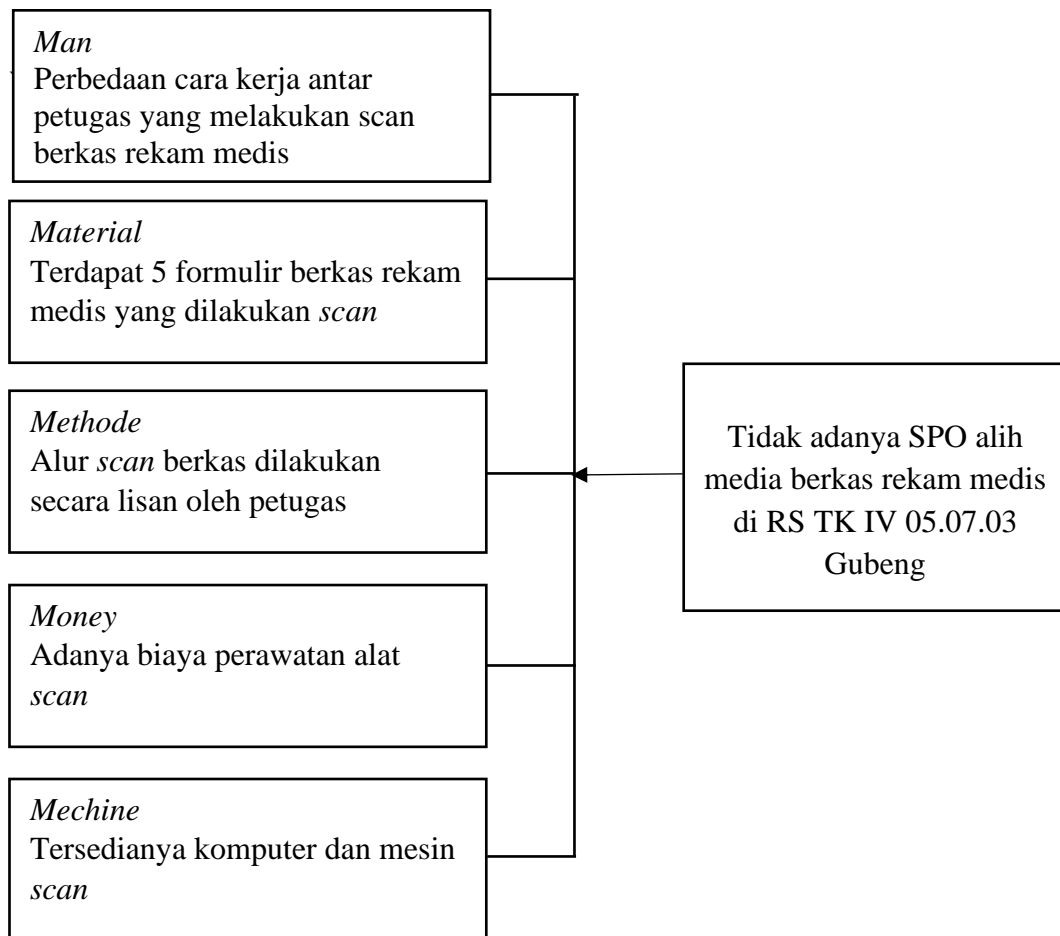 Man
Perbedaan cara kerja antar
petugas yang melakukan scan
berkas rekam medis
Material
Terdapat 5 formulir berkas rekam
medis yang dilakukan scan
Methode
Alur scan berkas dilakukan
secara lisan oleh petugas
Money
Adanya biaya perawatan alat
scan
Mechine
Tersedianya komputer dan mesin
scan
Tidak adanya SPO alih
media berkas rekam medis
di RS TK IV 05.07.03
Gubeng